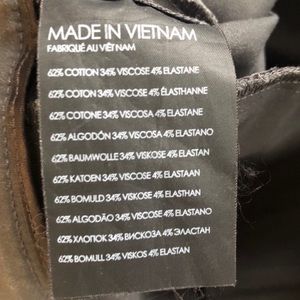 MADE IN VIETNAM
FABRIQUÉ AU VIÊTNAM
62% COTTON 34% VISCOSE 4% ELASTANE
62% COTON 34% VISCOSE 4% ÉLASTHANNE
62% COTONE 34% VISCOSA 4% ELASTANE
62% ALGODÓN 34% VISCOSA 4% ELASTANO
62% BAUMWOLLE 34% VISKOSE 4% ELASTAN
62% KATOEN 34% VISKOSE 4% ELASTAAN
62% BOMULD 34% VISKOSE 4% ELASTHAN
62% ALGODÃO 34% VISCOSE 4% ELASTANO
62% ХЛОПОК 34% ВИСКОЗА 4% ЭЛАСТАН
62% BOMULL 34% VISKOS 4% ELASTAN